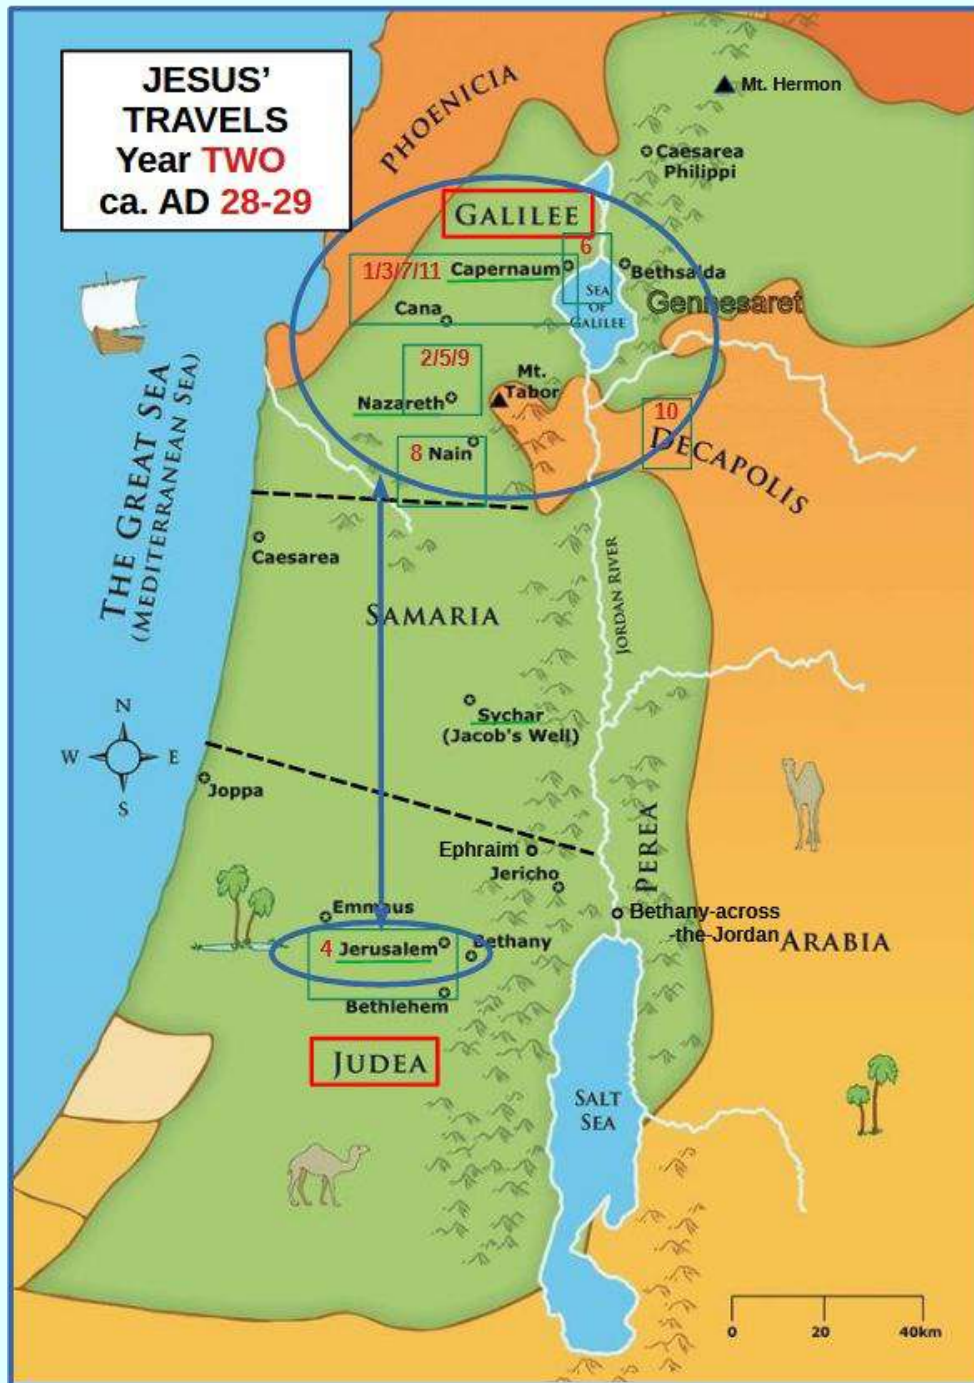 JESUS'
TRAVELS
Year TWO
ca. AD 28-29
PHOENICIA
Mt. Hermon
Caesarea
Philippi
GALILEE
6
1/3/7/11 Capernaum
Bethsaida
SEA
OF
GALILEE
Gennesaret
Cana
2/5/9
Mt.
Tabor
Nazareth
10
DECAPOLIS
8 Nain
THE GREAT SEA
(MEDITERRANEAN SEA)
Caesarea
JORDAN RIVER
SAMARIA
Sychar
(Jacob's Well)
N
W E
S
Joppa
PEREA
Ephraim
Jericho
Emmaus
Bethany-across
-the-Jordan
ARABIA
4 Jerusalem
Bethany
Bethlehem
JUDEA
SALT
SEA
0 20 40km